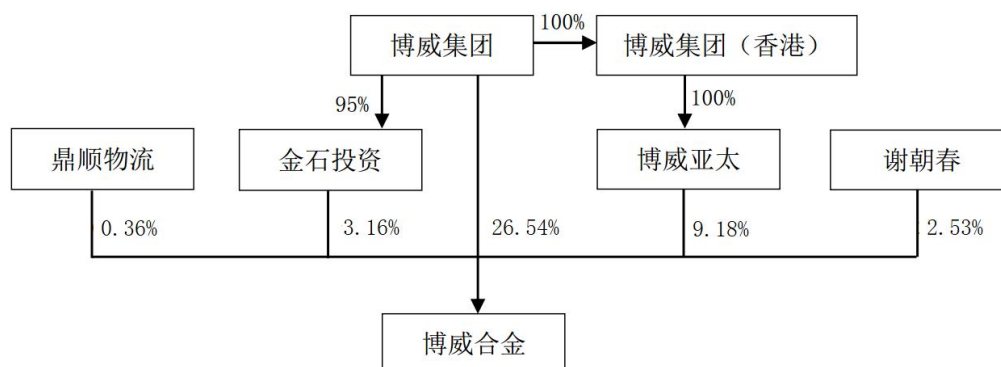 博威集团
100%
博威集团（香港）
95%
100%
鼎顺物流
金石投资
博威亚太
谢朝春
0.36%
3.16%
26.54%
9.18%
2.53%
博威合金